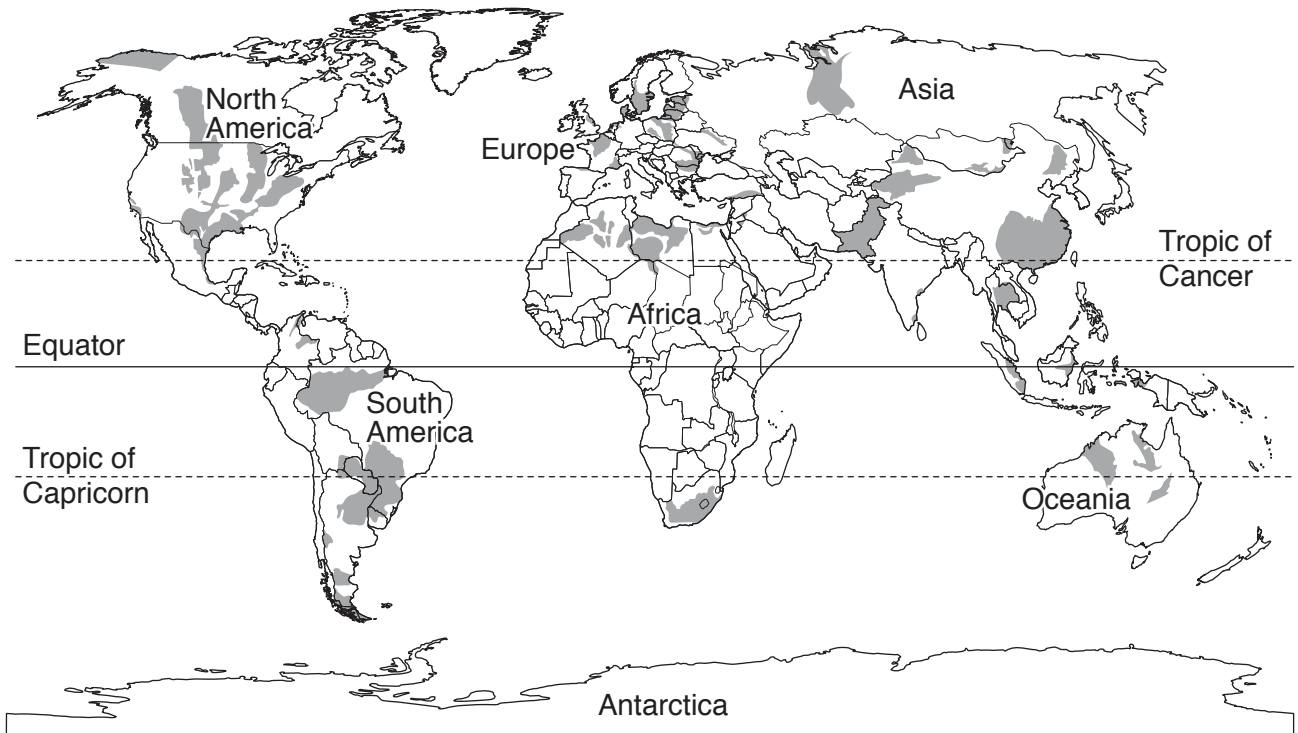 North
America
Asia
Europe
Tropic of
Cancer
Africa
Equator
South
America
Tropic of
Capricorn
Oceania
Antarctica